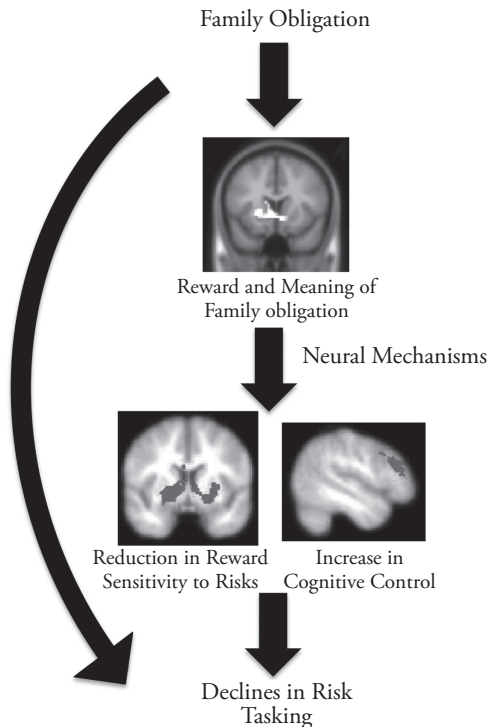 Family Obligation
Reward and Meaning of
Family obligation
Neural Mechanisms
Reduction in Reward
Sensitivity to Risks
Increase in
Cognitive Control
Declines in Risk
Tasking